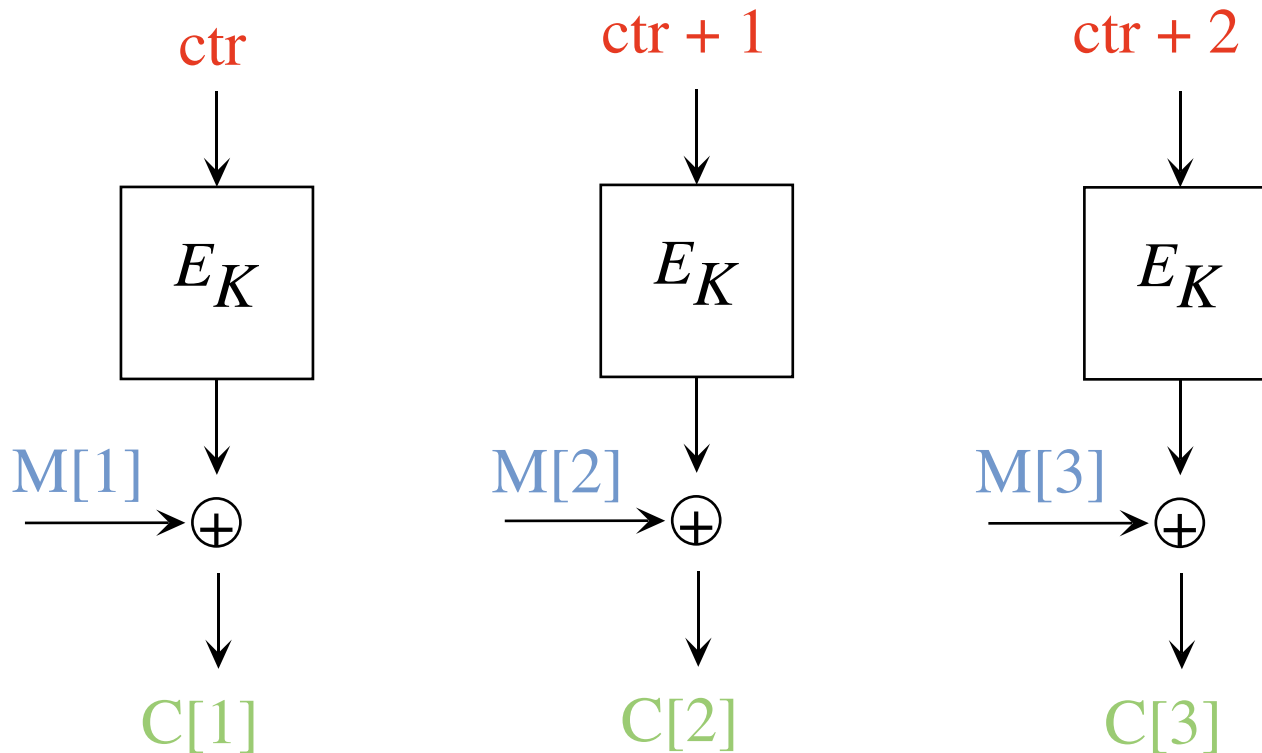 ctr ctr + 1 ctr + 2
E_K E_K E_K
M[1] M[2] M[3]
C[1] C[2] C[3]